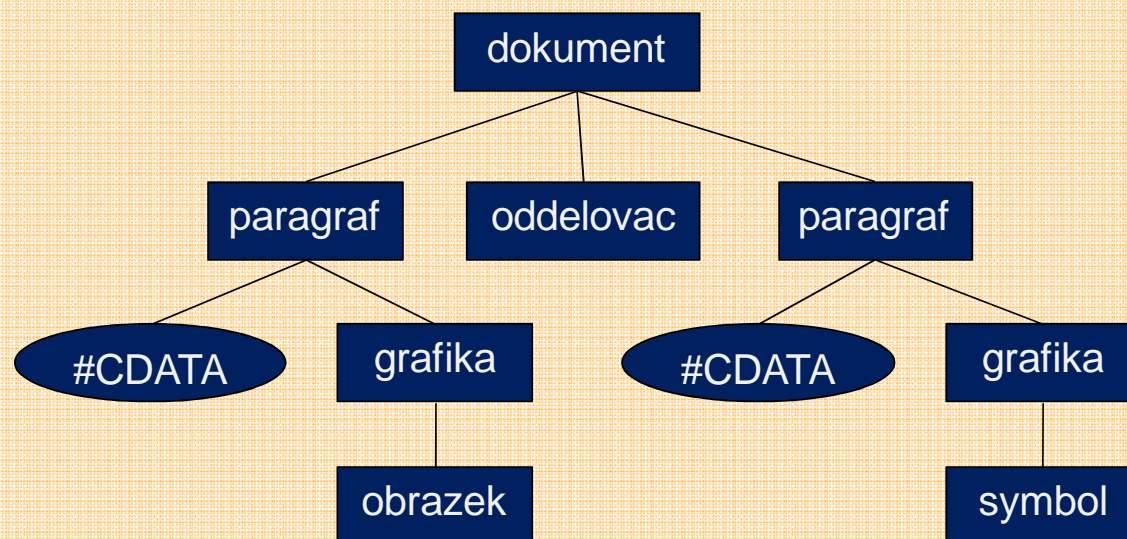 dokument
paragraf
oddelovac
paragraf
#CDATA
grafika
#CDATA
grafika
obrazek
symbol